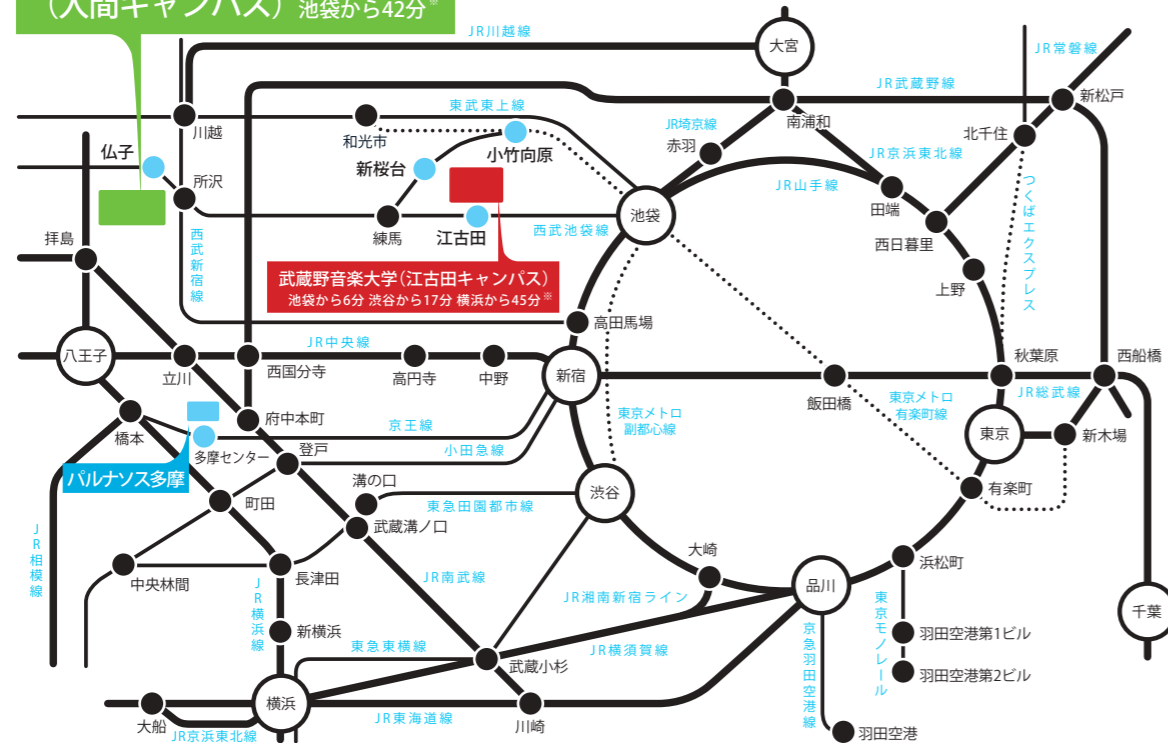 (入間キャンパス) 池袋から42分※
JR川越線
大宮
JR常磐線
JR武蔵野線
新松戸
東武東上線
川越
和光市
JR埼京線
南浦和
北千住
仏子
新桜台
小竹向原
赤羽
JR京浜東北線
所沢
JR山手線
つくばエクスプレス
田端
池袋
練馬
江古田
西武池袋線
西日暮里
拝島
西武新宿線
武蔵野音楽大学(江古田キャンパス)
池袋から6分 渋谷から17分 横浜から45分※
上野
高田馬場
八王子
JR中央線
秋葉原
西船橋
立川
西国分寺
高円寺
中野
新宿
飯田橋
東京メトロ
有楽町線
JR総武線
橋本
府中本町
京王線
東京メトロ
副都心線
東京
新木場
多摩センター
登戸
小田急線
パルナソス多摩
溝の口
渋谷
有楽町
町田
東急田園都市線
武蔵溝ノ口
JR相模線
中央林間
長津田
JR南武線
大崎
浜松町
品川
JR横浜線
JR湘南新宿ライン
東京モノレール
千葉
新横浜
東急東横線
武蔵小杉
JR横須賀線
京急羽田空港線
羽田空港第1ビル
羽田空港第2ビル
横浜
大船
JR京浜東北線
JR東海道線
川崎
羽田空港